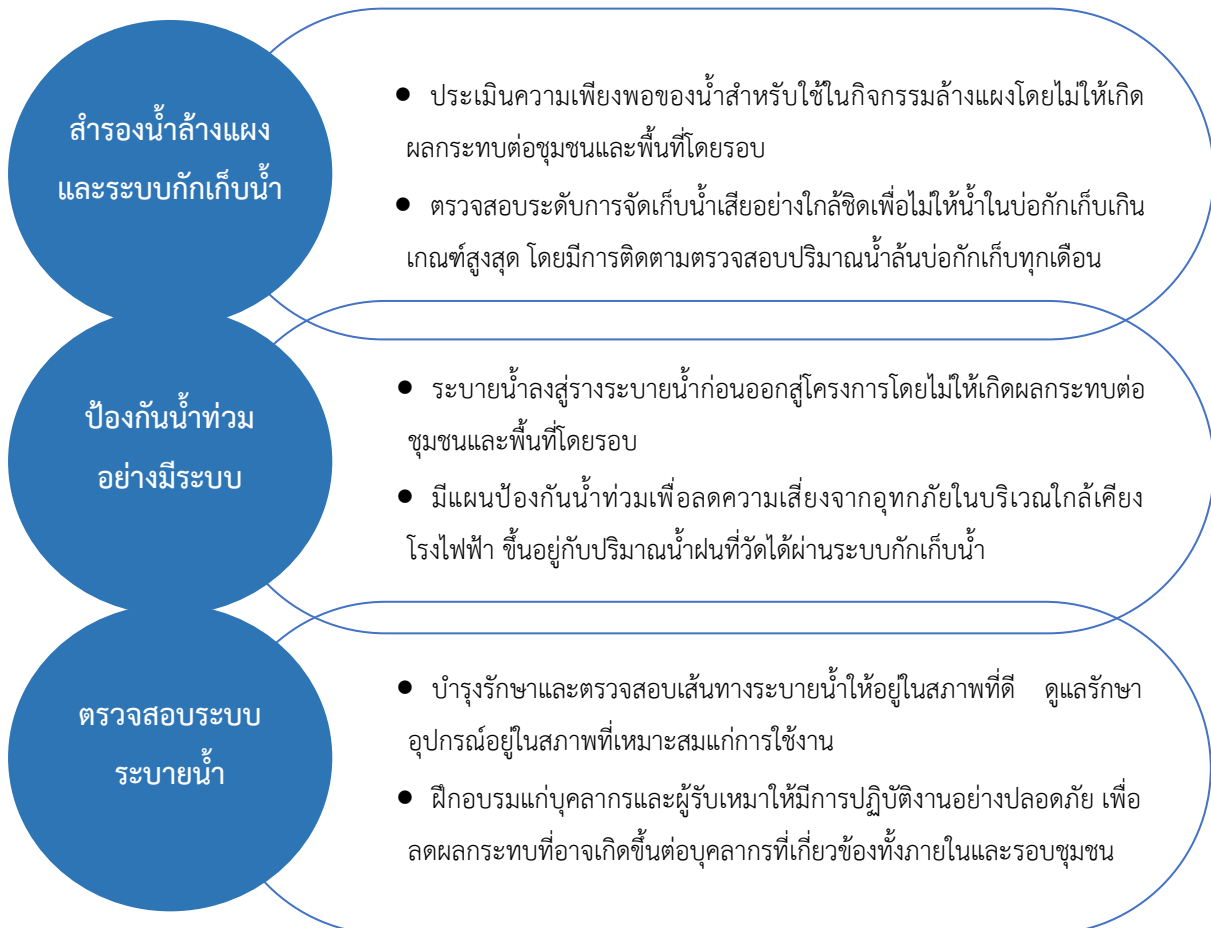 สำรองน้ำล้างแผง
และระบบกักเก็บน้ำ
● ประเมินความเพียงพอของน้ำสำหรับใช้ในกิจกรรมล้างแผงโดยไม่ให้เกิด
ผลกระทบต่อชุมชนและพื้นที่โดยรอบ
● ตรวจสอบระดับการจัดเก็บน้ำเสียอย่างใกล้ชิดเพื่อไม่ให้น้ำในบ่อกักเก็บเกิน
เกณฑ์สูงสุด โดยมีการติดตามตรวจสอบปริมาณน้ำล้นบ่อกักเก็บทุกเดือน
ป้องกันน้ำท่วม
อย่างมีระบบ
● ระบายน้ำลงสู่รางระบายน้ำก่อนออกสู่โครงการโดยไม่ให้เกิดผลกระทบต่อ
ชุมชนและพื้นที่โดยรอบ
● มีแผนป้องกันน้ำท่วมเพื่อลดความเสี่ยงจากอุทกภัยในบริเวณใกล้เคียง
โรงไฟฟ้า ขึ้นอยู่กับปริมาณน้ำฝนที่วัดได้ผ่านระบบกักเก็บน้ำ
ตรวจสอบระบบ
ระบายน้ำ
● บำรุงรักษาและตรวจสอบเส้นทางระบายน้ำให้อยู่ในสภาพที่ดี ดูแลรักษา
อุปกรณ์อยู่ในสภาพที่เหมาะสมแก่การใช้งาน
● ฝึกอบรมแก่บุคลากรและผู้รับเหมาให้มีการปฏิบัติงานอย่างปลอดภัย เพื่อ
ลดผลกระทบที่อาจเกิดขึ้นต่อบุคลากรที่เกี่ยวข้องทั้งภายในและรอบชุมชน